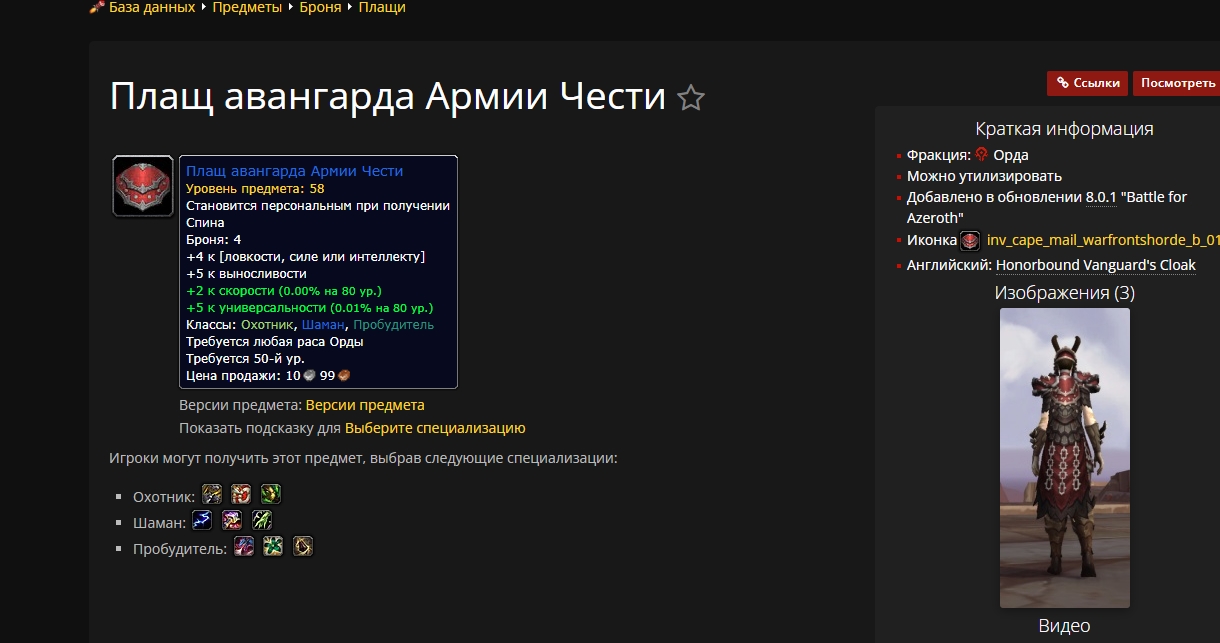 База данных ▸ Предметы ▸ Броня ▸ Плащи
Плащ авангарда Армии Чести
Ссылки
Посмотреть
Плащ авангарда Армии Чести
Уровень предмета: 58
Становится персональным при получении
Спина
Броня: 4
+4 к [ловкости, силе или интеллекту]
+5 к выносливости
+2 к скорости (0.00% на 80 ур.)
+5 к универсальности (0.01% на 80 ур.)
Классы: Охотник, Шаман, Пробудитель
Требуется любая раса Орды
Требуется 50-й ур.
Цена продажи: 10 99
Версии предмета: Версии предмета
Показать подсказку для Выберите специализацию
Игроки могут получить этот предмет, выбрав следующие специализации:
Охотник:
Шаман:
Пробудитель:
Краткая информация
Фракция: Орда
Можно утилизировать
Добавлено в обновлении 8.0.1 "Battle for
Azeroth"
Иконка inv_cape_mail_warfrontshorde_b_01
Английский: Honorbound Vanguard's Cloak
Изображения (3)
Видео